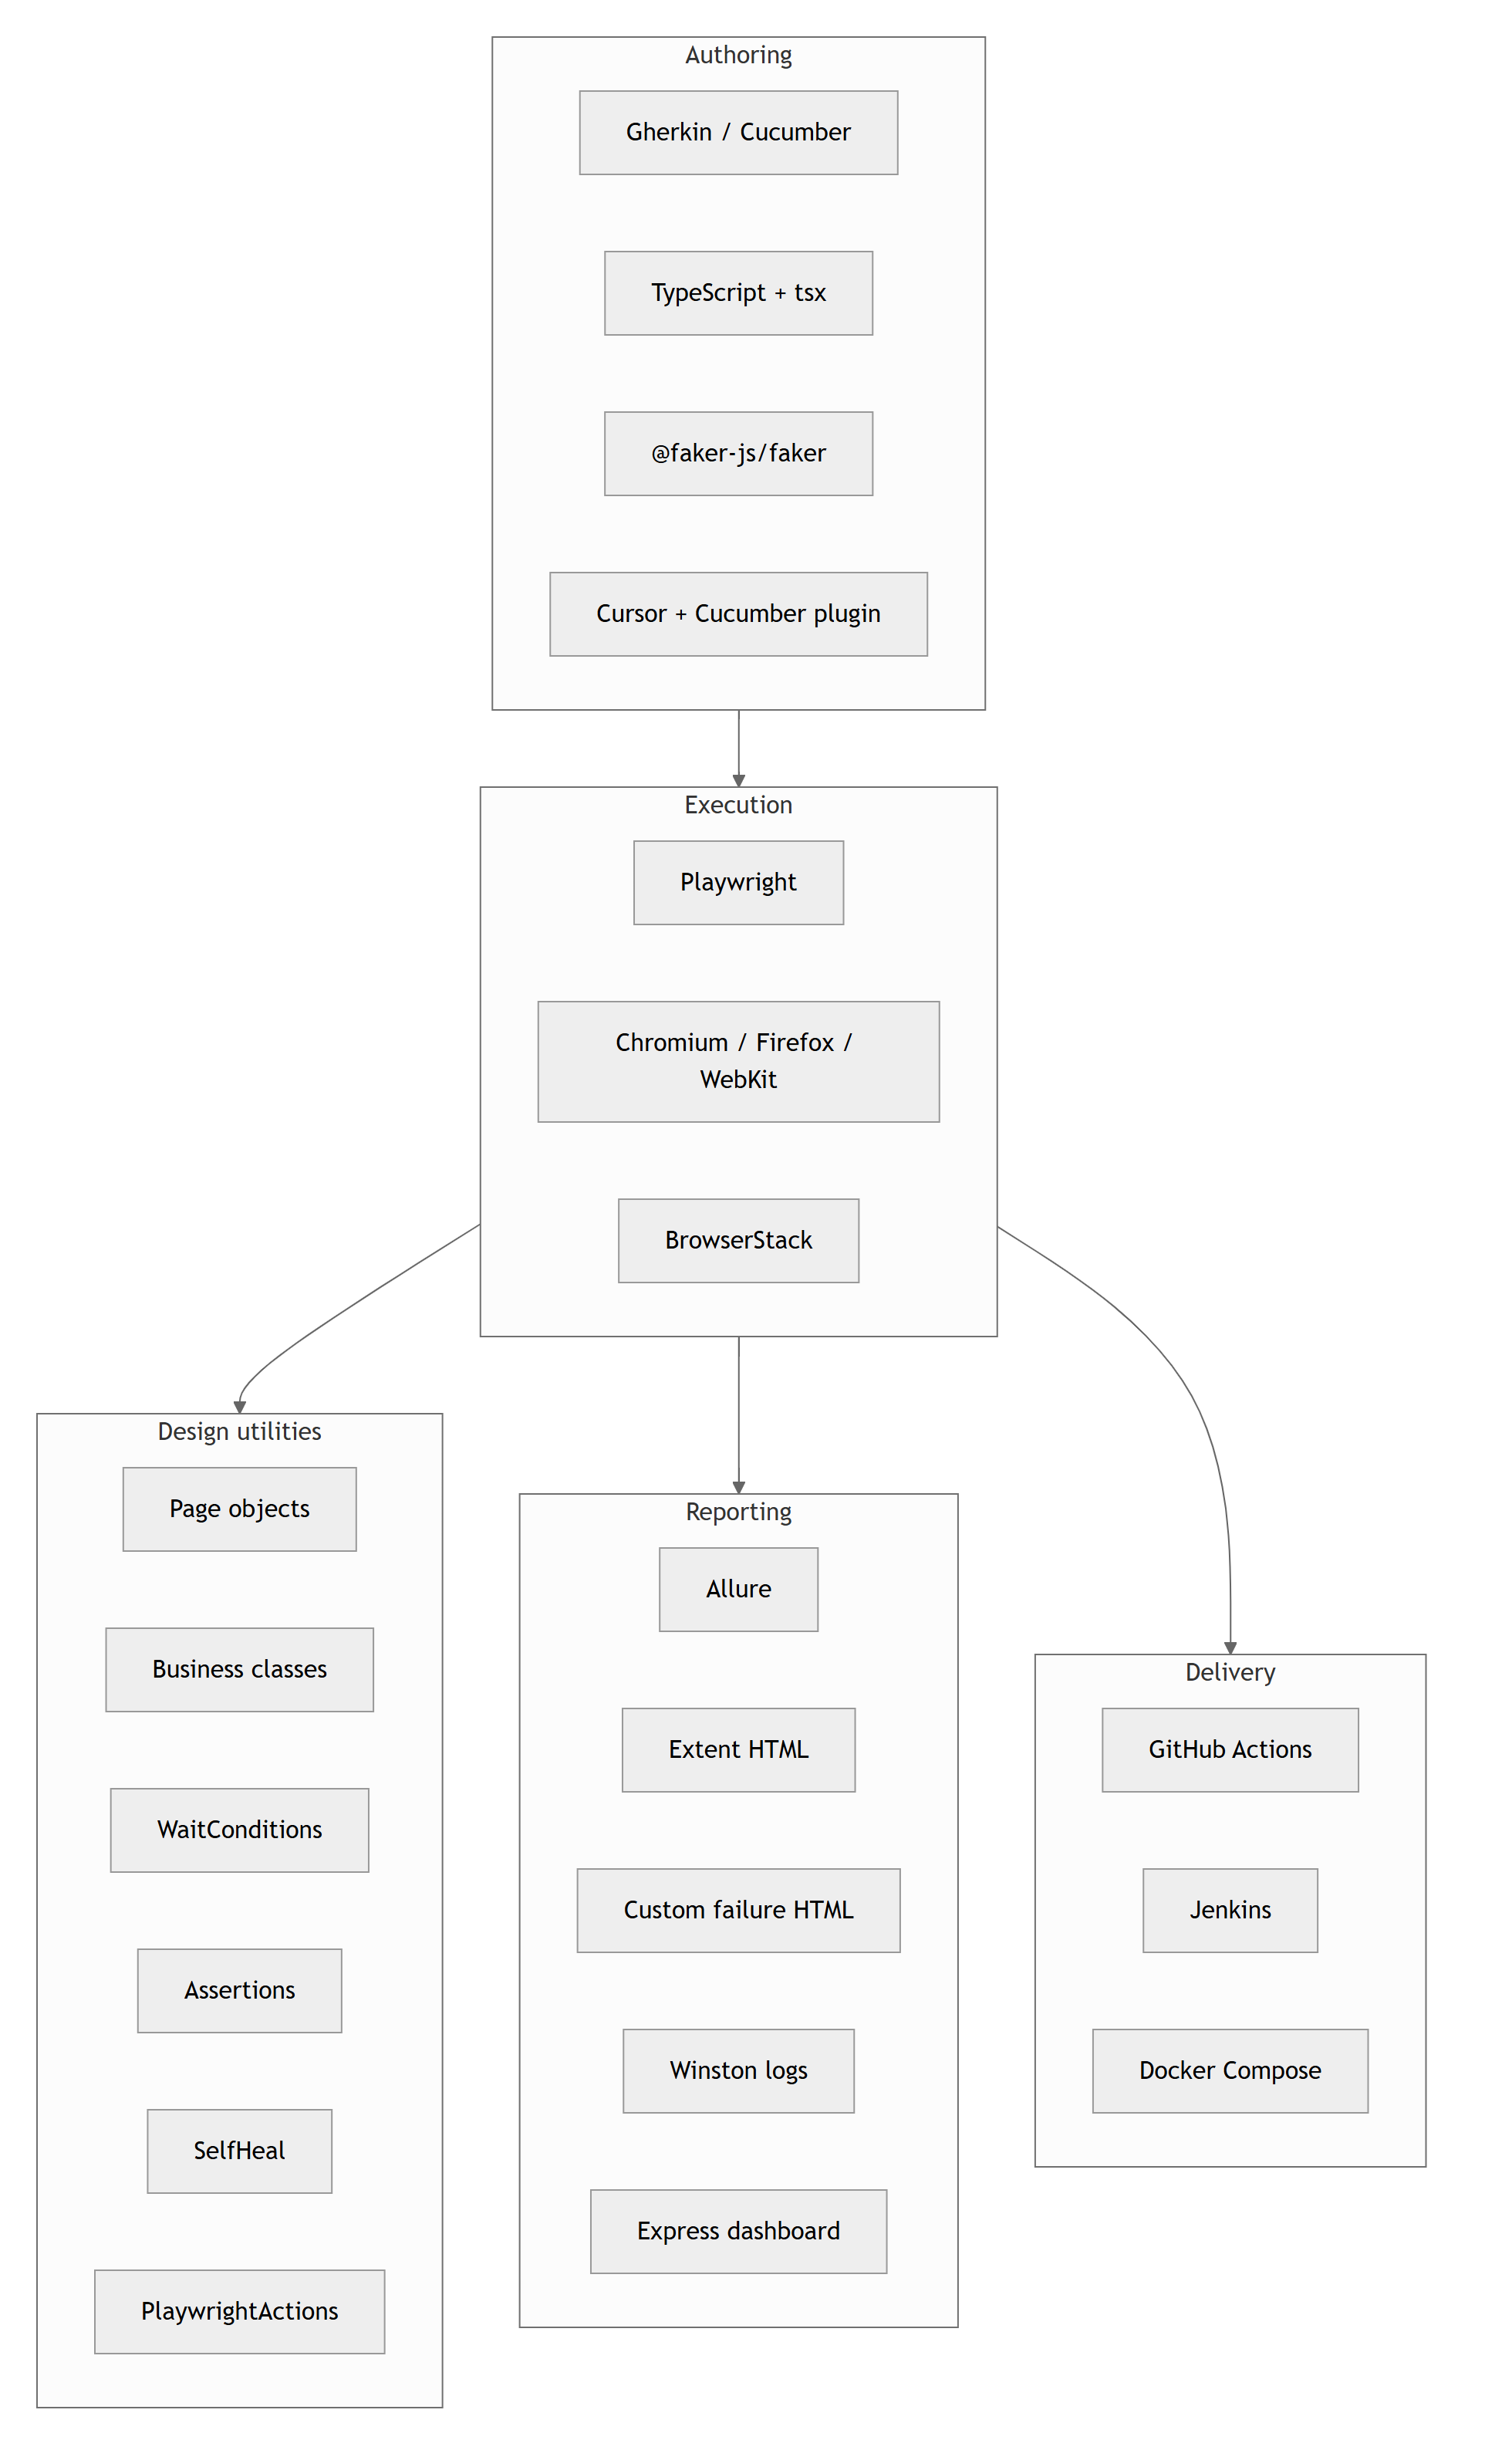 Authoring
Gherkin / Cucumber
TypeScript + tsx
@faker-js/faker
Cursor + Cucumber plugin
Execution
Playwright
Chromium / Firefox /
WebKit
BrowserStack
Design utilities
Page objects
Business classes
WaitConditions
Assertions
SelfHeal
PlaywrightActions
Reporting
Allure
Extent HTML
Custom failure HTML
Winston logs
Express dashboard
Delivery
GitHub Actions
Jenkins
Docker Compose